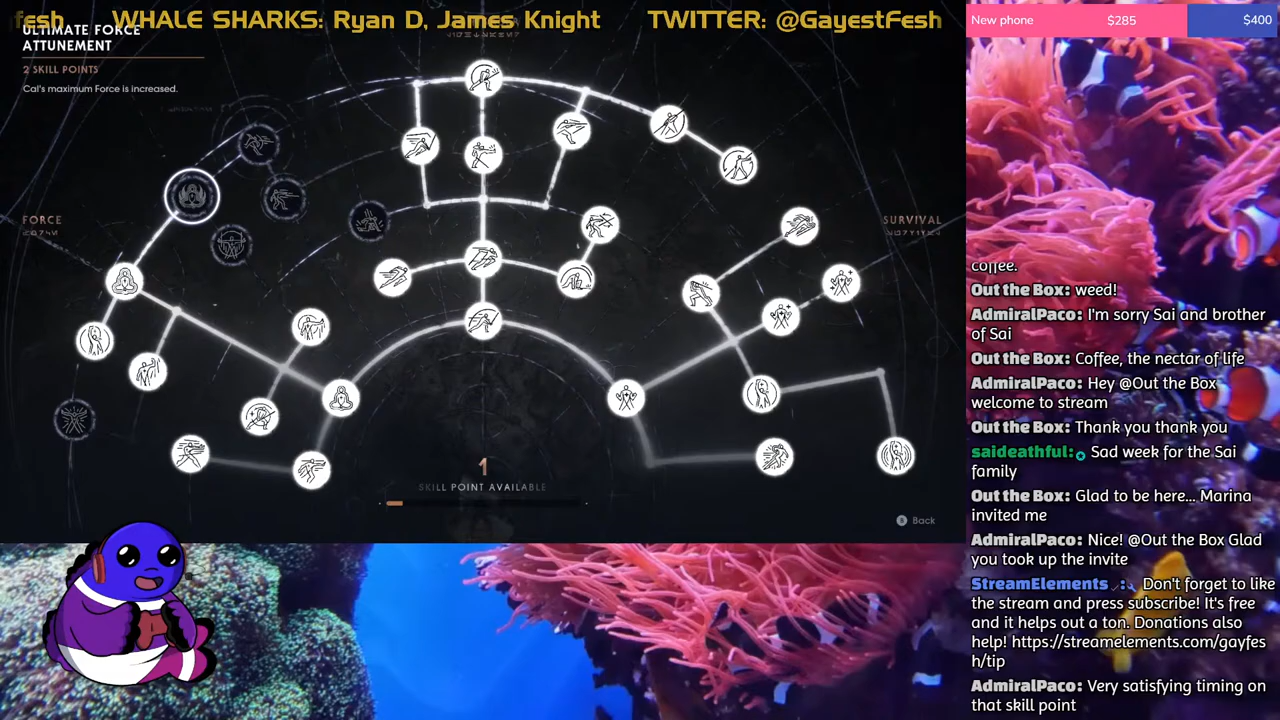 fesh WHALE SHARKS: Ryan D, James Knight TWITTER: @GayestFesh
ULTIMATE FORCE
ATTUNEMENT
2 SKILL POINTS
Cal's maximum Force is increased.
FORCE
SURVIVAL
1
SKILL POINT AVAILABLE
Back
New phone $285 $400
coffee.
Out the Box: weed!
AdmiralPaco: I'm sorry Sai and brother
of Sai
Out the Box: Coffee, the nectar of life
AdmiralPaco: Hey @Out the Box
welcome to stream
Out the Box: Thank you thank you
saideathful: Sad week for the Sai
family
Out the Box: Glad to be here... Marina
invited me
AdmiralPaco: Nice! @Out the Box Glad
you took up the invite
StreamElements : Don't forget to like
the stream and press subscribe! It's free
and it helps out a ton. Donations also
help! https://streamelements.com/gayfes
h/tip
AdmiralPaco: Very satisfying timing on
that skill point